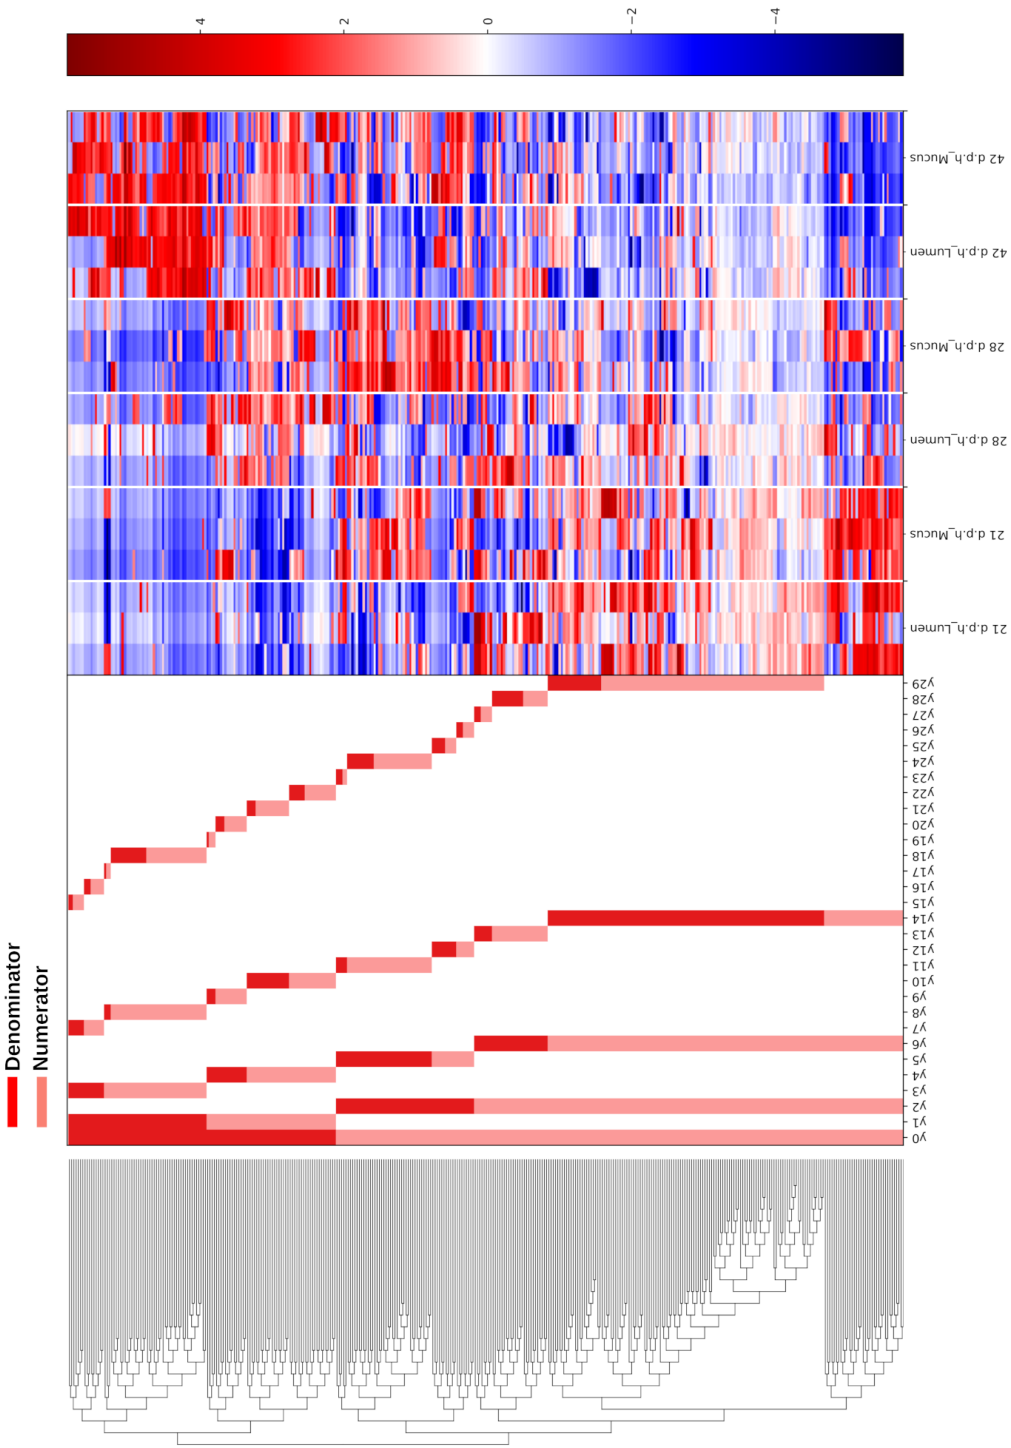 4
2
0
−2
−4
42 d.p.h_Mucus
42 d.p.h_Lumen
28 d.p.h_Mucus
28 d.p.h_Lumen
21 d.p.h_Mucus
21 d.p.h_Lumen
y29
y28
y27
y26
y25
y24
y23
y22
y21
y20
y19
y18
y17
y16
y15
y14
y13
y12
y11
y10
y9
y8
y7
y6
y5
y4
y3
y2
y1
y0
Denominator
Numerator